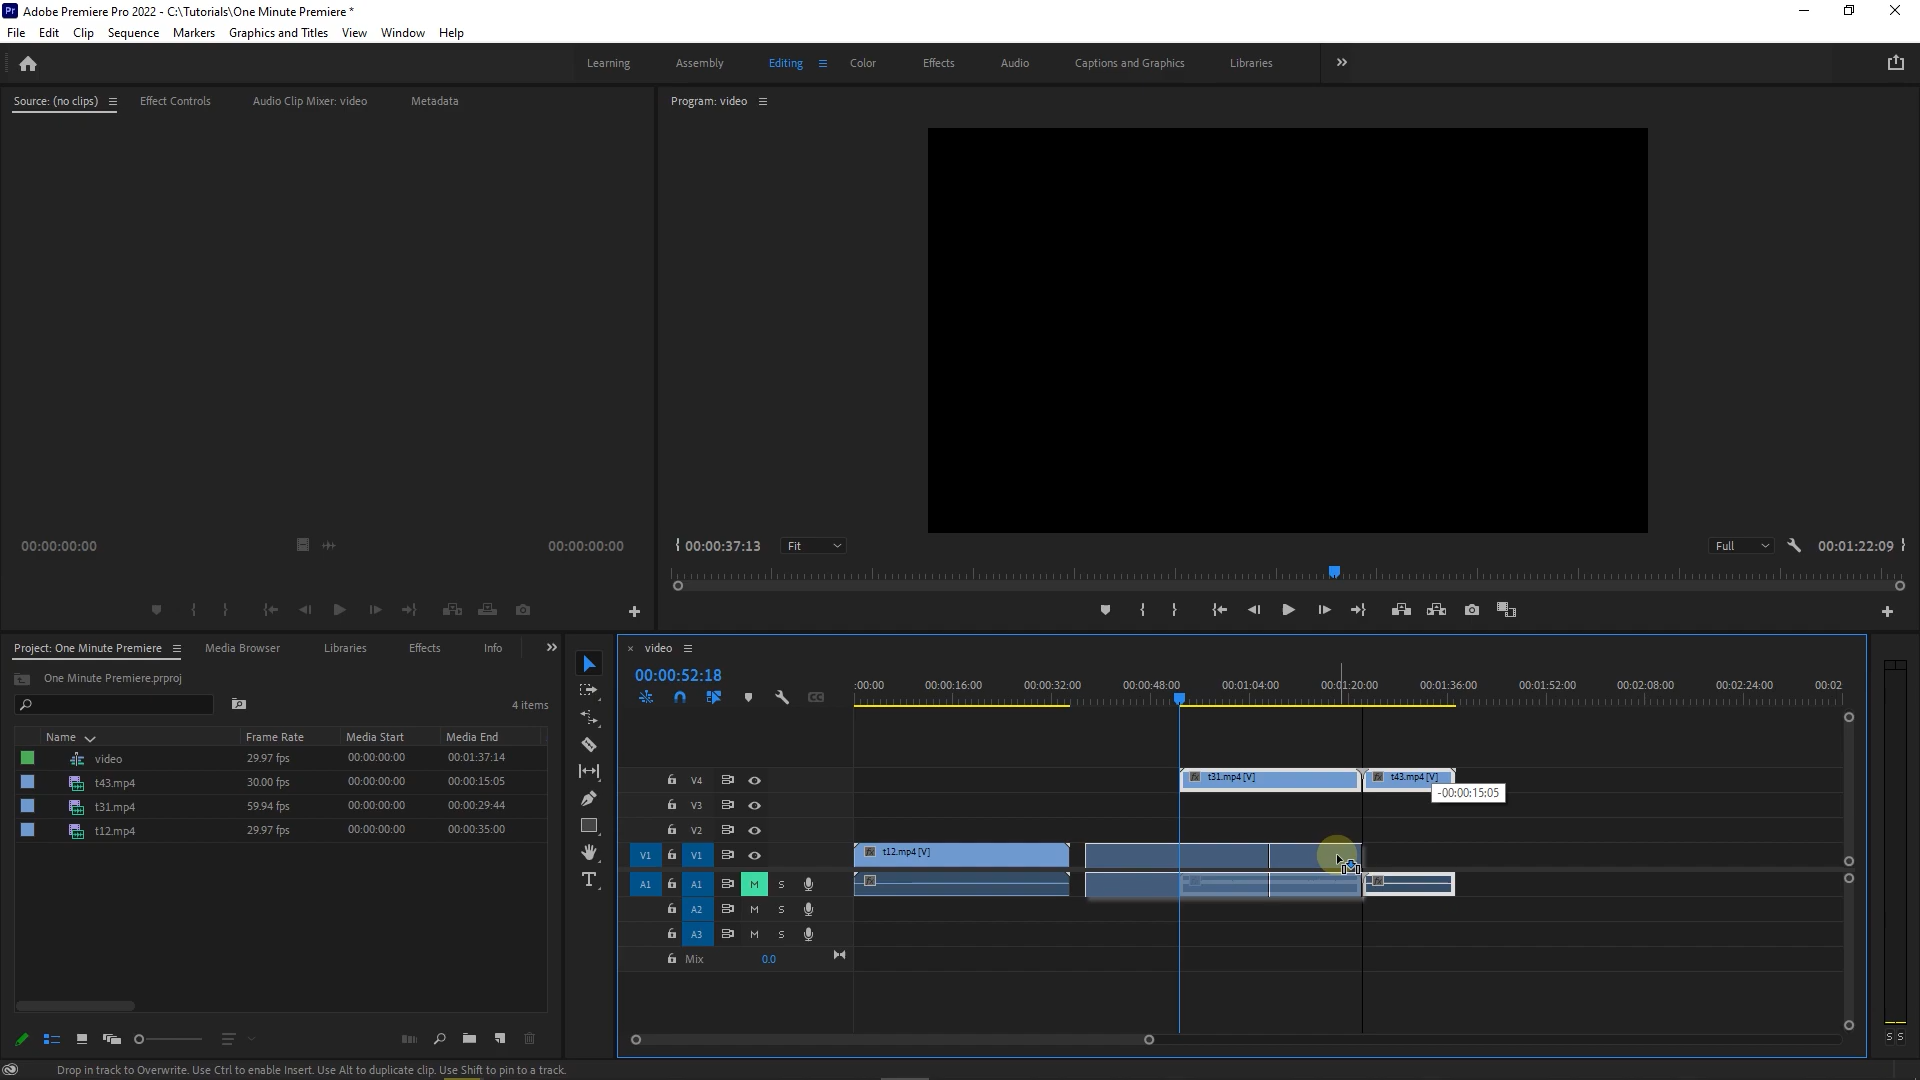 Pr Adobe Premiere Pro 2022 - C:\Tutorials\One Minute Premiere *
File Edit Clip Sequence Markers Graphics and Titles View Window Help
Learning Assembly Editing Color Effects Audio Captions and Graphics Libraries
Source: (no clips) Effect Controls Audio Clip Mixer: video Metadata
Program: video
00:00:00:00 00:00:00:00
00:00:37:13 Fit Full 00:01:22:09
Project: One Minute Premiere Media Browser Libraries Effects Info
One Minute Premiere.prproj
4 items
Name Frame Rate Media Start Media End
video 29.97 fps 00:00:00:00 00:01:37:14
t43.mp4 30.00 fps 00:00:00:00 00:00:15:05
t31.mp4 59.94 fps 00:00:00:00 00:00:29:44
t12.mp4 29.97 fps 00:00:00:00 00:00:35:00
T
× video
00:00:52:18
CC
:00:00 00:00:16:00 00:00:32:00 00:00:48:00 00:01:04:00 00:01:20:00 00:01:36:00 00:01:52:00 00:02:08:00 00:02:24:00 00:02
V4 t31.mp4 [V] t43.mp4 [V]
-00:00:15:05
V3
V2
V1 V1 t12.mp4 [V]
A1 A1 M S
A2 M S
A3 M S
Mix 0.0
S S
Drop in track to Overwrite. Use Ctrl to enable Insert. Use Alt to duplicate clip. Use Shift to pin to a track.